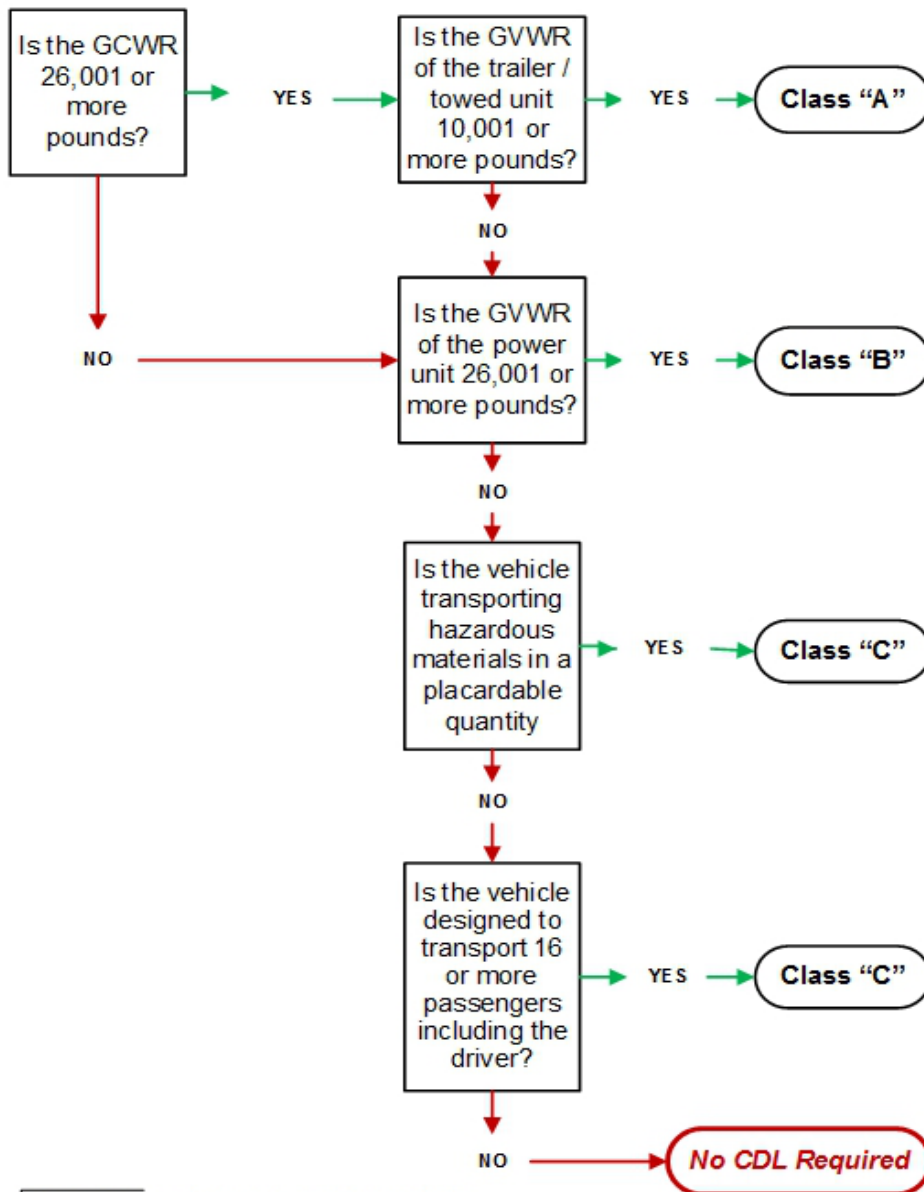 Is the GCWR
26,001 or
more
pounds?
YES
Is the GVWR
of the trailer /
towed unit
10,001 or
more pounds?
YES
Class “A”
NO
NO
Is the GVWR
of the power
unit 26,001 or
more pounds?
YES
Class “B”
NO
Is the vehicle
transporting
hazardous
materials in a
placardable
quantity
YES
Class “C”
NO
Is the vehicle
designed to
transport 16
or more
passengers
including the
driver?
YES
Class “C”
NO
No CDL Required